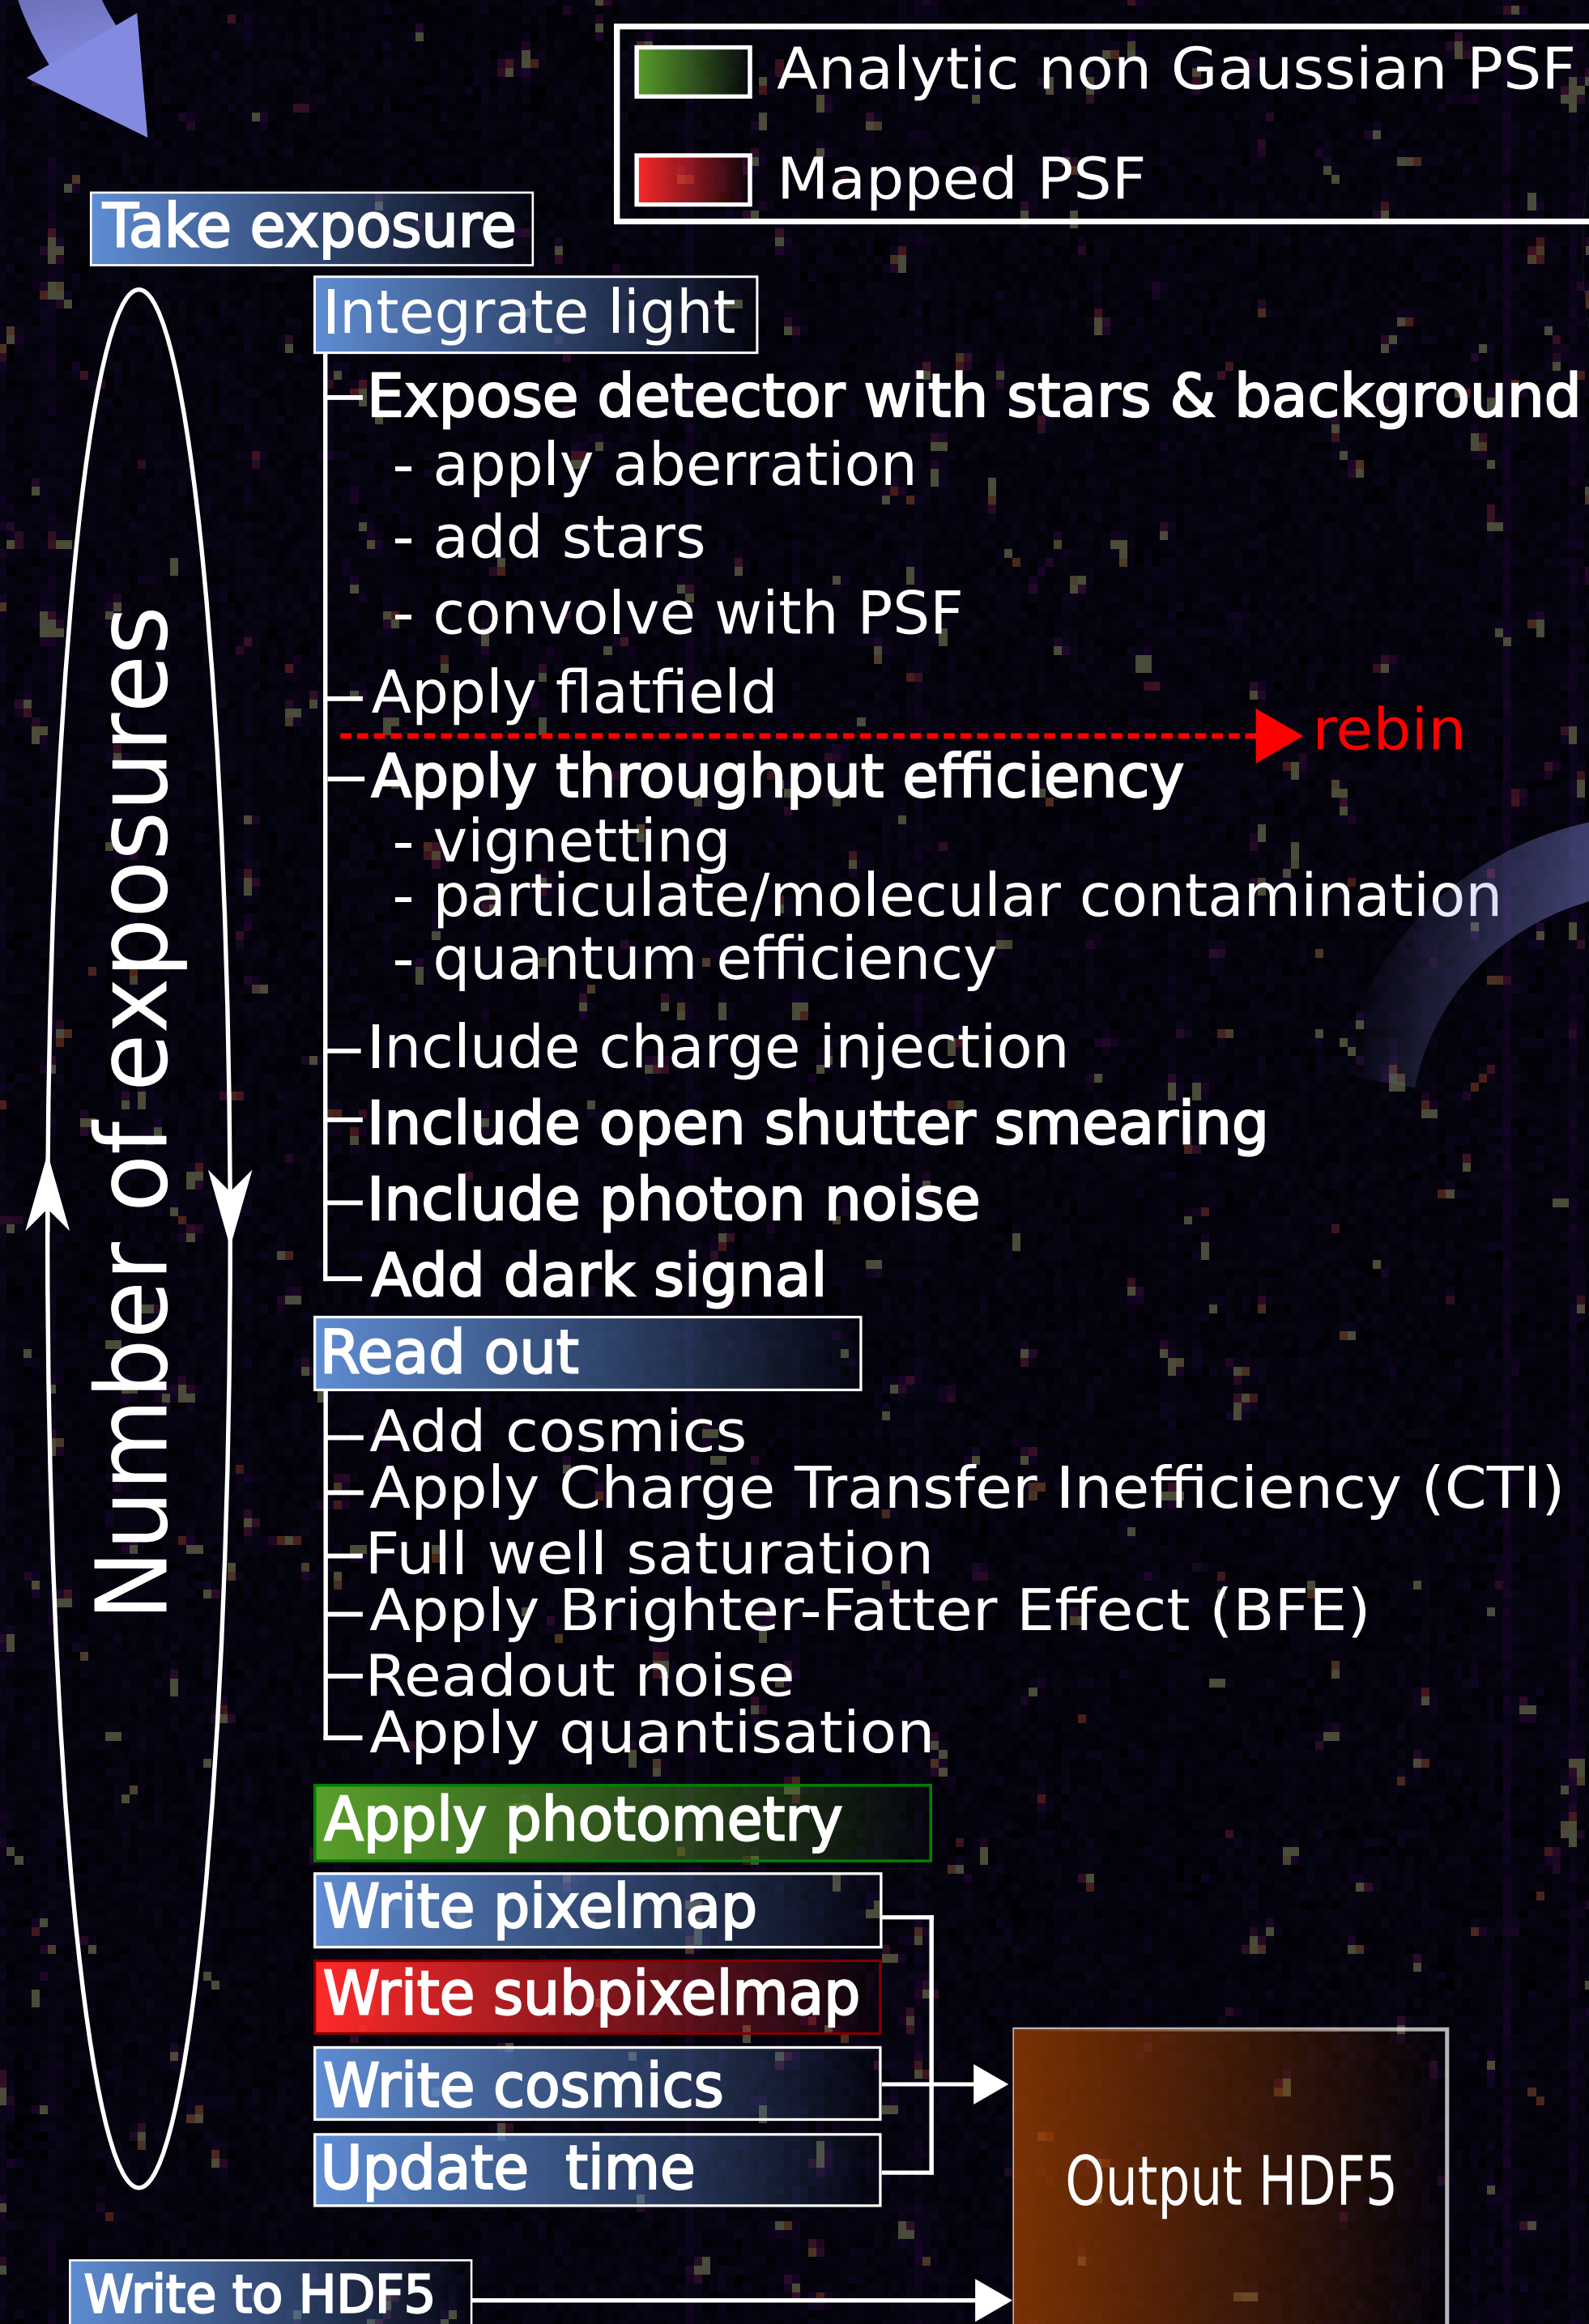 Analytic non Gaussian PSF
Mapped PSF
Take exposure
Integrate light
Expose detector with stars & background
- apply aberration
- add stars
- convolve with PSF
Apply flatfield
rebin
Apply throughput efficiency
- vignetting
- particulate/molecular contamination
- quantum efficiency
Include charge injection
Include open shutter smearing
Include photon noise
Add dark signal
Number of exposures
Read out
Add cosmics
Apply Charge Transfer Inefficiency (CTI)
Full well saturation
Apply Brighter-Fatter Effect (BFE)
Readout noise
Apply quantisation
Apply photometry
Write pixelmap
Write subpixelmap
Write cosmics
Update time
Output HDF5
Write to HDF5